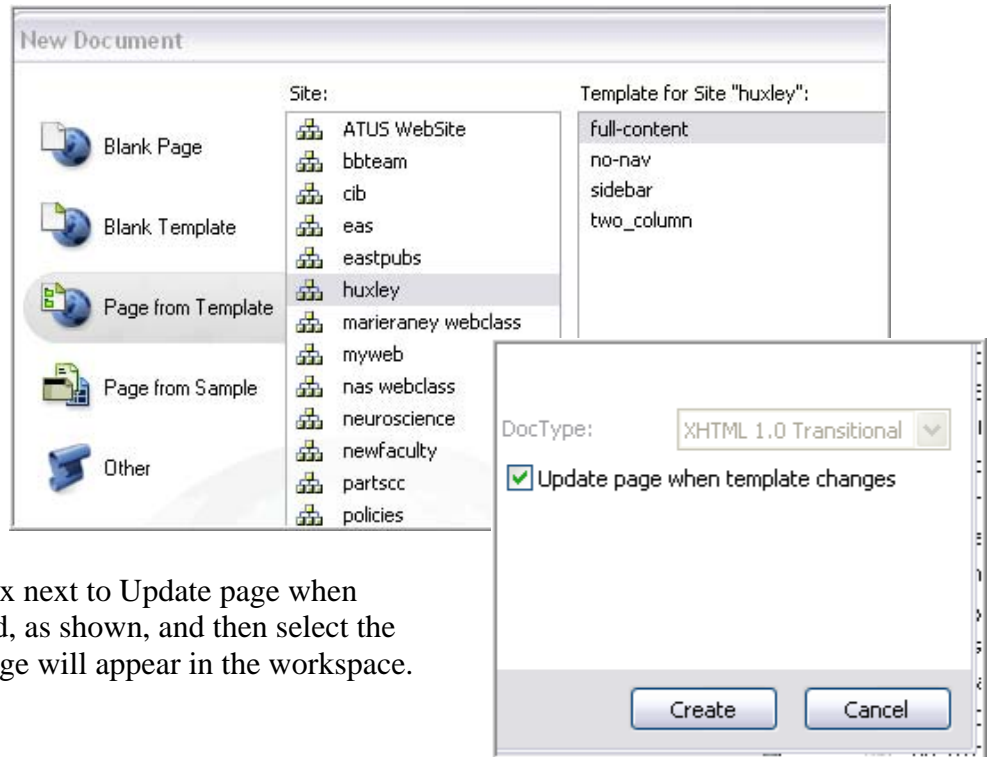 New Document
Site:
Template for Site "huxley":
Blank Page
Blank Template
Page from Template
Page from Sample
Other
ATUS WebSite
bbteam
cib
eas
eastpubs
huxley
marieraney webclass
myweb
nas webclass
neuroscience
newfaculty
partscc
policies
full-content
no-nav
sidebar
two_column
DocType:
XHTML 1.0 Transitional
Update page when template changes
Create
Cancel
x next to Update page when
d, as shown, and then select the
ge will appear in the workspace.